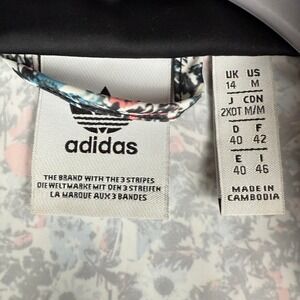 adidas
THE BRAND WITH THE 3 STRIPES
DIE WELTMARKE MIT DEN 3 STREIFEN
LA MARQUE AUX 3 BANDES
UK US
14 M
J CDN
2XOT M/M
D F
40 42
E I
40 46
MADE IN
CAMBODIA